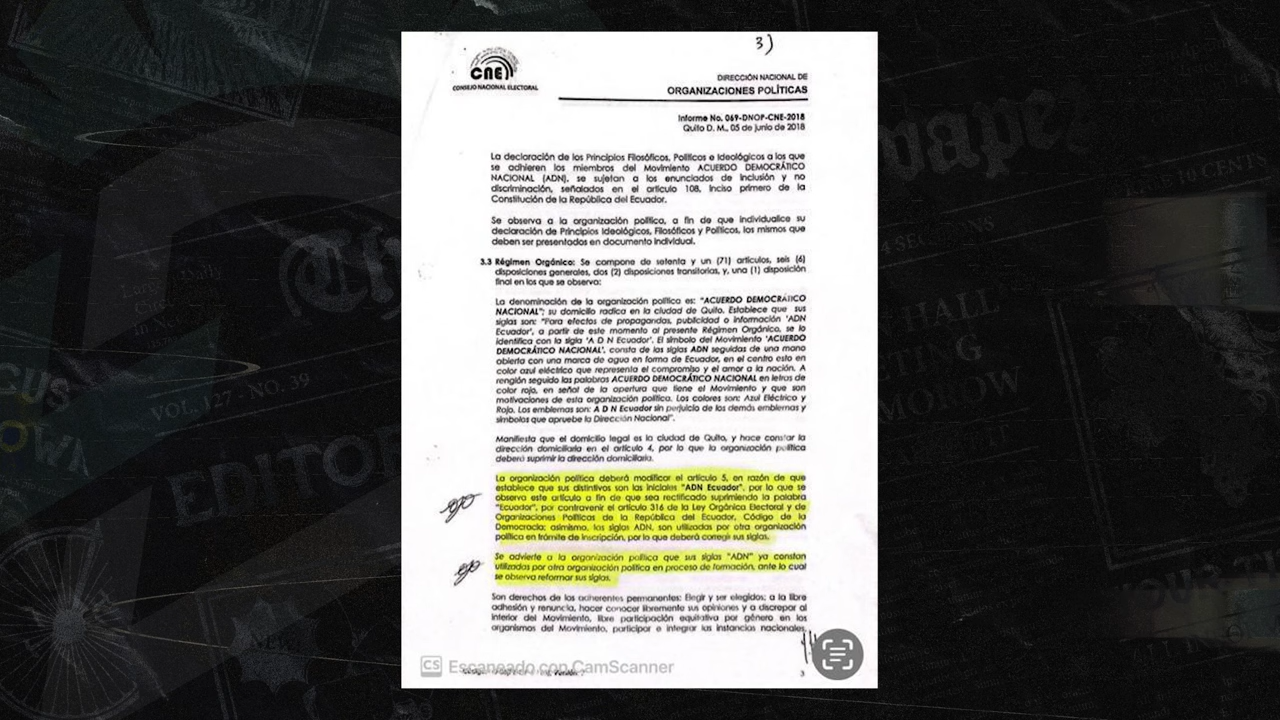 3)
CNE
CONSEJO NACIONAL ELECTORAL
DIRECCIÓN NACIONAL DE
ORGANIZACIONES POLÍTICAS
Informe No. 069-DNOP-CNE-2018
Quito D. M., 05 de junio de 2018
La declaración de los Principios Filosóficos, Políticos e Ideológicos a los que
se adhieren los miembros del Movimiento ACUERDO DEMOCRÁTICO
NACIONAL (ADN), se sujetan a los enunciados de inclusión y no
discriminación, señalados en el artículo 108, inciso primero de la
Constitución de la República del Ecuador.
Se observa a la organización política, a fin de que individualice su
declaración de Principios Ideológicos, Filosóficos y Políticos, los mismos que
deben ser presentados en documento individual.
3.3 Régimen Orgánico: Se compone de setenta y un (71) artículos, seis (6)
disposiciones generales, dos (2) disposiciones transitorias, y, una (1) disposición
final en los que se observa:
La denominación de la organización política es: "ACUERDO DEMOCRÁTICO
NACIONAL"; su domicilio radica en la ciudad de Quito. Establece que sus
siglas son: "Para efectos de propagandas, publicidad o información 'ADN
Ecuador', a partir de este momento al presente Régimen Orgánico, se lo
identifica con la sigla 'A D N Ecuador'. El símbolo del Movimiento 'ACUERDO
DEMOCRÁTICO NACIONAL', consta de las siglas ADN seguidas de una mano
abierta con una marca de agua en forma de Ecuador, en el centro esto en
color azul eléctrico que representa el compromiso y el amor a la nación. A
renglón seguido las palabras ACUERDO DEMOCRÁTICO NACIONAL en letras de
color rojo, en señal de la apertura que tiene el Movimiento y que son
motivaciones de esta organización política. Los colores son: Azul Eléctrico y
Rojo. Los emblemas son: A D N Ecuador sin perjuicio de los demás emblemas y
símbolos que apruebe la Dirección Nacional".
Manifiesta que el domicilio legal es la ciudad de Quito, y hace constar la
dirección domiciliaria en el artículo 4, por lo que la organización política
deberá suprimir la dirección domiciliaria.
La organización política deberá modificar el artículo 5, en razón de que
establece que sus distintivos son las iniciales "ADN Ecuador", por lo que se
observa este artículo a fin de que sea rectificado suprimiendo la palabra
"Ecuador", por contravenir el artículo 316 de la Ley Orgánica Electoral y de
Organizaciones Políticas de la República del Ecuador, Código de la
Democracia; asimismo, las siglas ADN, son utilizadas por otra organización
política en trámite de inscripción, por lo que deberá corregir sus siglas.
Se advierte a la organización política que sus siglas "ADN" ya constan
utilizadas por otra organización política en proceso de formación, ante lo cual
se observa reformar sus siglas.
Son derechos de los adherentes permanentes: Elegir y ser elegidos; a la libre
adhesión y renuncia, hacer conocer libremente sus opiniones y a discrepar al
interior del Movimiento, libre participación equitativa por género en los
organismos del Movimiento, participar e integrar las instancias nacionales,
CS Escaneado con CamScanner
3
VOL. 127 NO. 39
EDITO